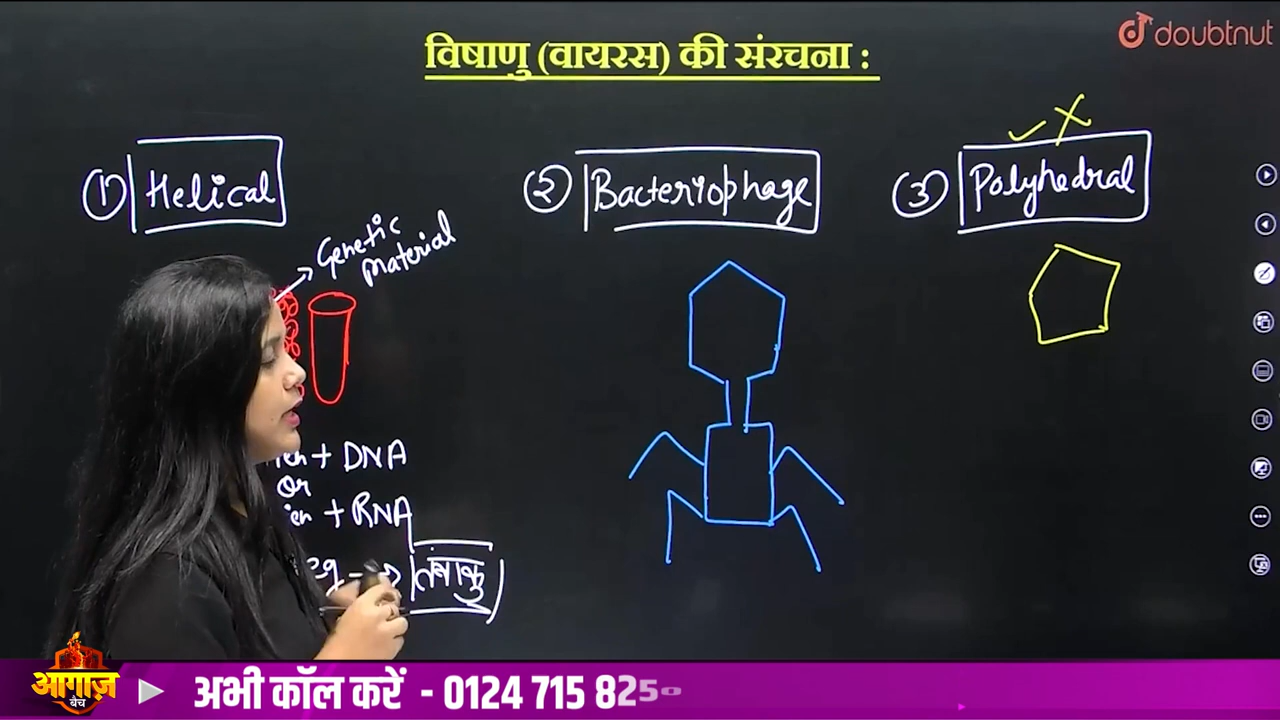 doubtnut
विषाणु (वायरस) की संरचना :
① Helical
② Bacteriophage
③ Polyhedral
Genetic
material
+ DNA
or
+ RNA
eg → तंबाकु
आगाज़
बैच
अभी कॉल करें - 0124 715 825